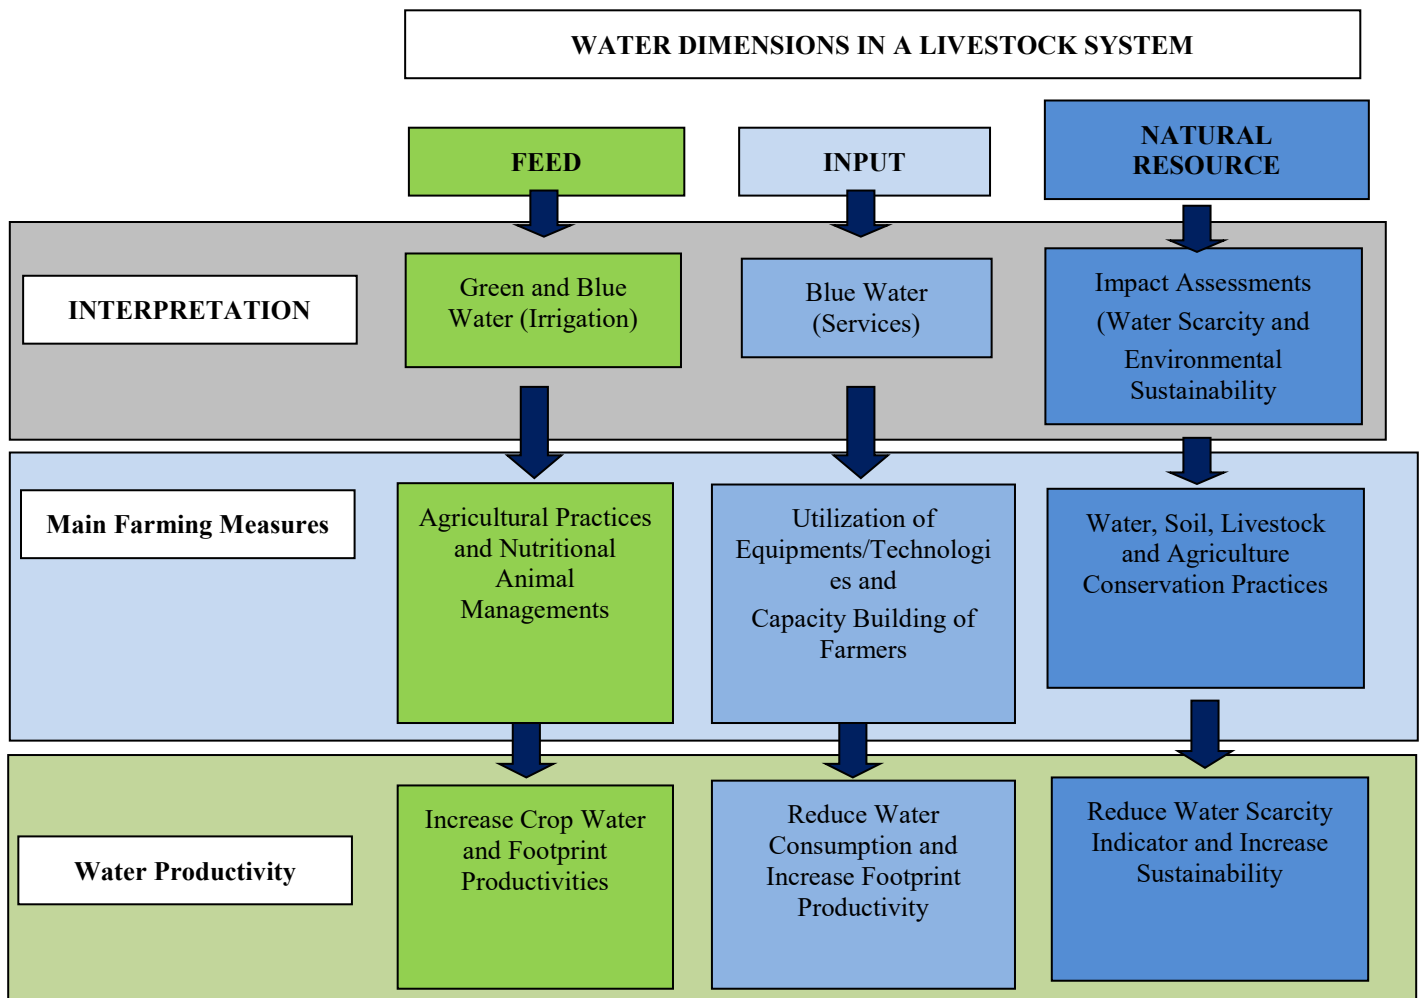 WATER DIMENSIONS IN A LIVESTOCK SYSTEM
FEED
INPUT
NATURAL
RESOURCE
INTERPRETATION
Green and Blue
Water (Irrigation)
Blue Water
(Services)
Impact Assessments
(Water Scarcity and
Environmental
Sustainability
Main Farming Measures
Agricultural Practices
and Nutritional
Animal
Managements
Utilization of
Equipments/Technologi
es and
Capacity Building of
Farmers
Water, Soil, Livestock
and Agriculture
Conservation Practices
Water Productivity
Increase Crop Water
and Footprint
Productivities
Reduce Water
Consumption and
Increase Footprint
Productivity
Reduce Water Scarcity
Indicator and Increase
Sustainability